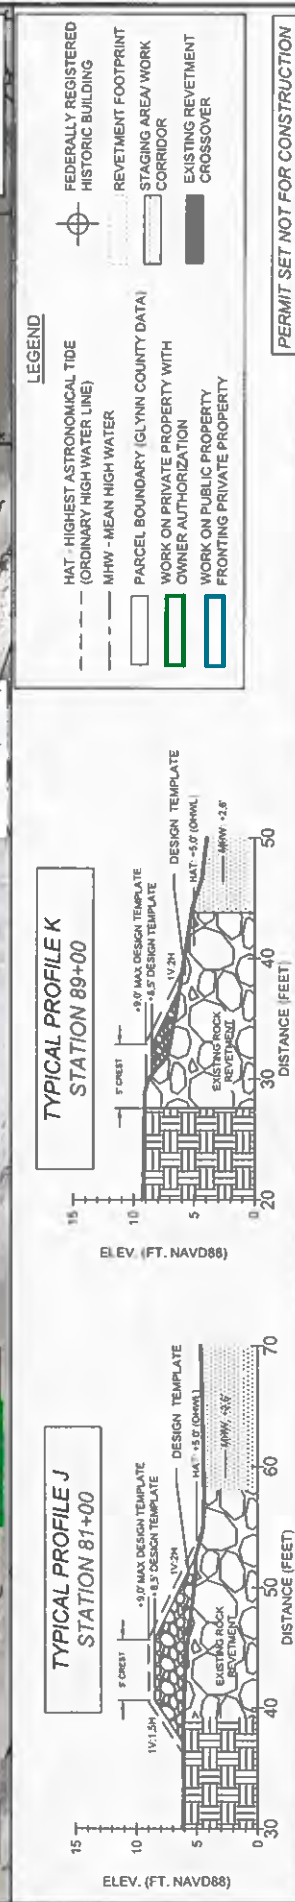 TYPICAL PROFILE J
STATION 81+00
ELEV. (FT. NAVD88)
15
10
5
0
5' CREST
+9.0' MAX DESIGN TEMPLATE
+8.5' DESIGN TEMPLATE
1V:1.5H
1V:2H
DESIGN TEMPLATE
HAT +5.0' (OHWL)
MHW +2.6'
EXISTING ROCK
REVETMENT
30
40
50
60
70
DISTANCE (FEET)
TYPICAL PROFILE K
STATION 89+00
ELEV. (FT. NAVD88)
15
10
5
0
5' CREST
+9.0' MAX DESIGN TEMPLATE
+8.5' DESIGN TEMPLATE
1V:2H
DESIGN TEMPLATE
HAT +5.0' (OHWL)
MHW +2.6'
EXISTING ROCK
REVETMENT
20
30
40
50
DISTANCE (FEET)
LEGEND
HAT - HIGHEST ASTRONOMICAL TIDE
(ORDINARY HIGH WATER LINE)
MHW - MEAN HIGH WATER
PARCEL BOUNDARY (GLYNN COUNTY DATA)
WORK ON PRIVATE PROPERTY WITH
OWNER AUTHORIZATION
WORK ON PUBLIC PROPERTY
FRONTING PRIVATE PROPERTY
FEDERALLY REGISTERED
HISTORIC BUILDING
REVETMENT FOOTPRINT
STAGING AREA/ WORK
CORRIDOR
EXISTING REVETMENT
CROSSOVER
PERMIT SET NOT FOR CONSTRUCTION